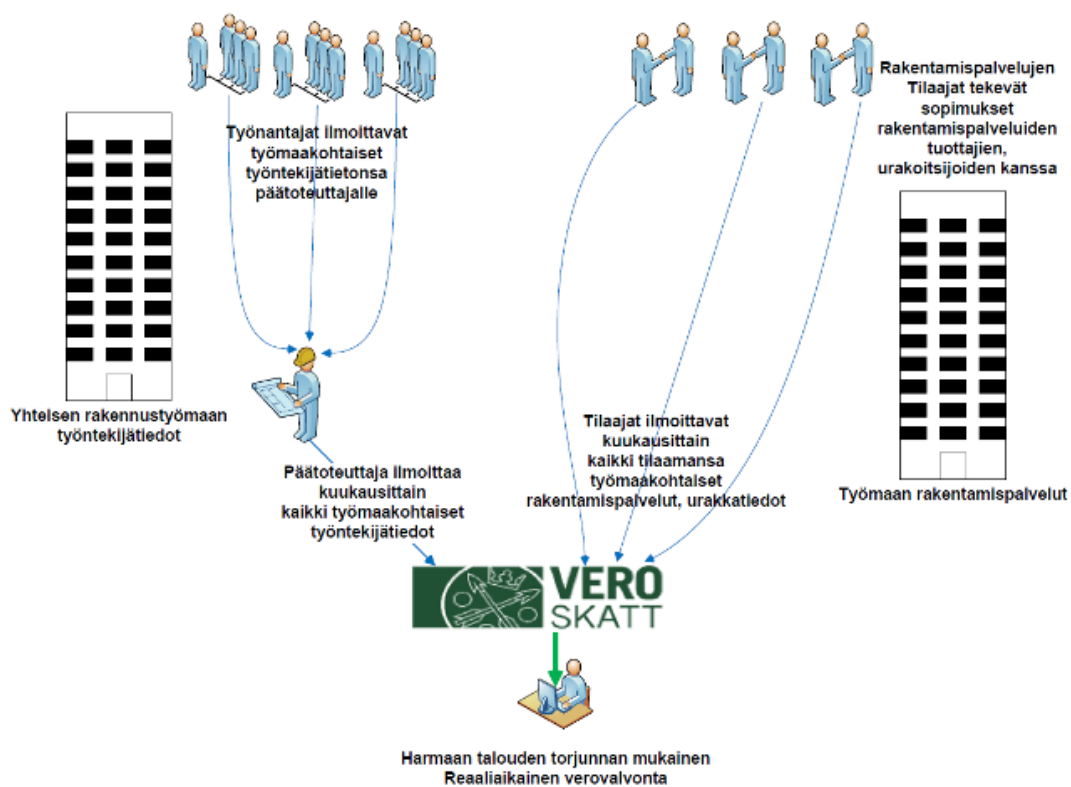 Työnantajat ilmoittavat
työmaakohtaiset
työntekijätietonsa
päätoteuttajalle
Rakentamispalvelujen
Tilaajat tekevät
sopimukset
rakentamispalveluiden
tuottajien,
urakoitsijoiden kanssa
Yhteisen rakennustyömaan
työntekijätiedot
Päätoteuttaja ilmoittaa
kuukausittain
kaikki työmaakohtaiset
työntekijätiedot
Tilaajat ilmoittavat
kuukausittain
kaikki tilaamansa
työmaakohtaiset
rakentamispalvelut, urakkatiedot
Työmaan rakentamispalvelut
VERO
SKATT
Harmaan talouden torjunnan mukainen
Reaaliaikainen verovalvonta